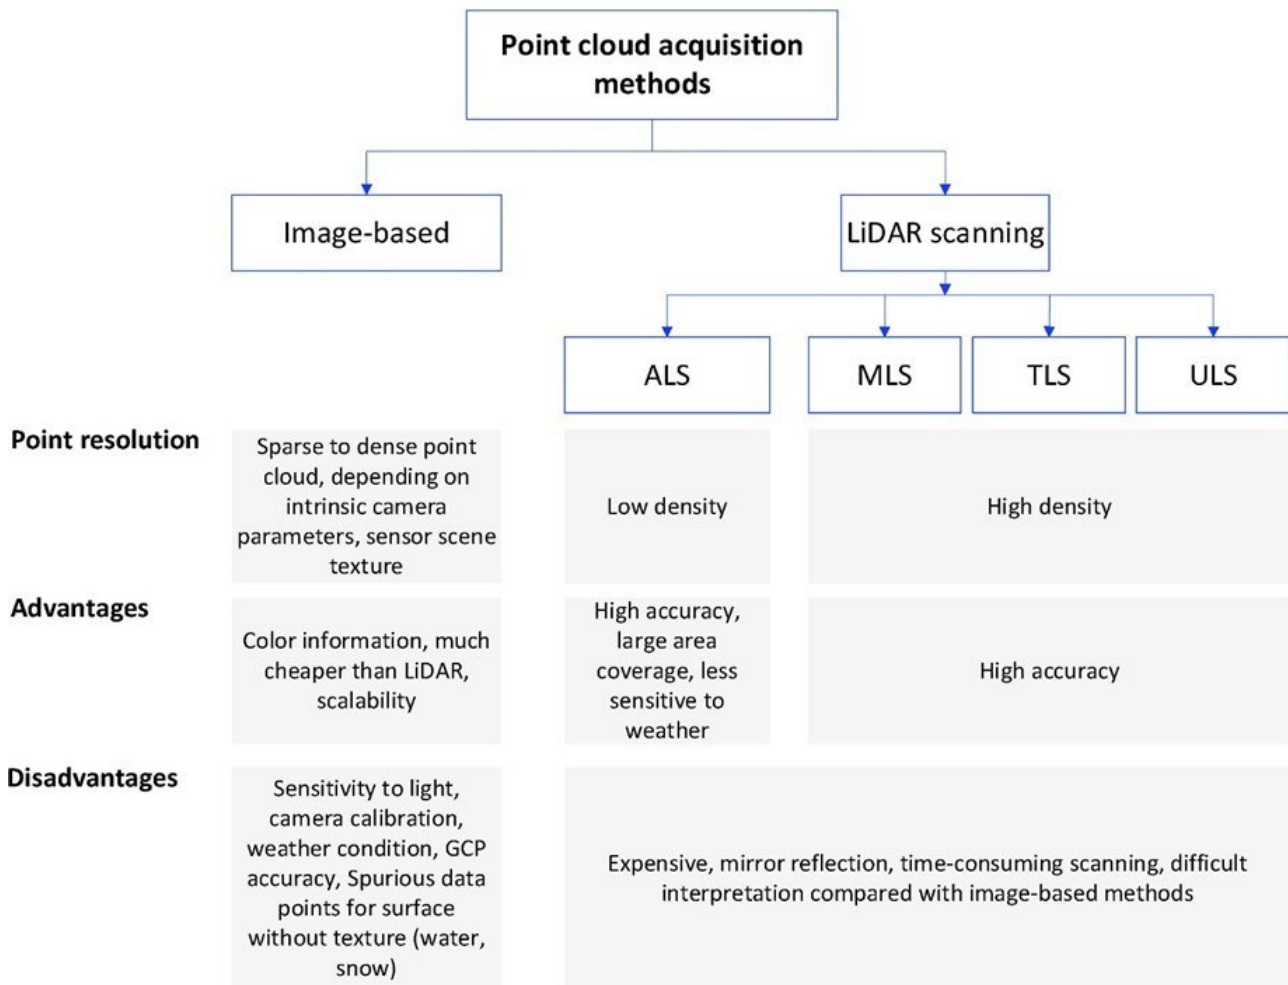 Point cloud acquisition
methods
Image-based
LiDAR scanning
ALS
MLS
TLS
ULS
Point resolution
Sparse to dense point
cloud, depending on
intrinsic camera
parameters, sensor scene
texture
Low density
High density
Advantages
Color information, much
cheaper than LiDAR,
scalability
High accuracy,
large area
coverage, less
sensitive to
weather
High accuracy
Disadvantages
Sensitivity to light,
camera calibration,
weather condition, GCP
accuracy, Spurious data
points for surface
without texture (water,
snow)
Expensive, mirror reflection, time-consuming scanning, difficult
interpretation compared with image-based methods